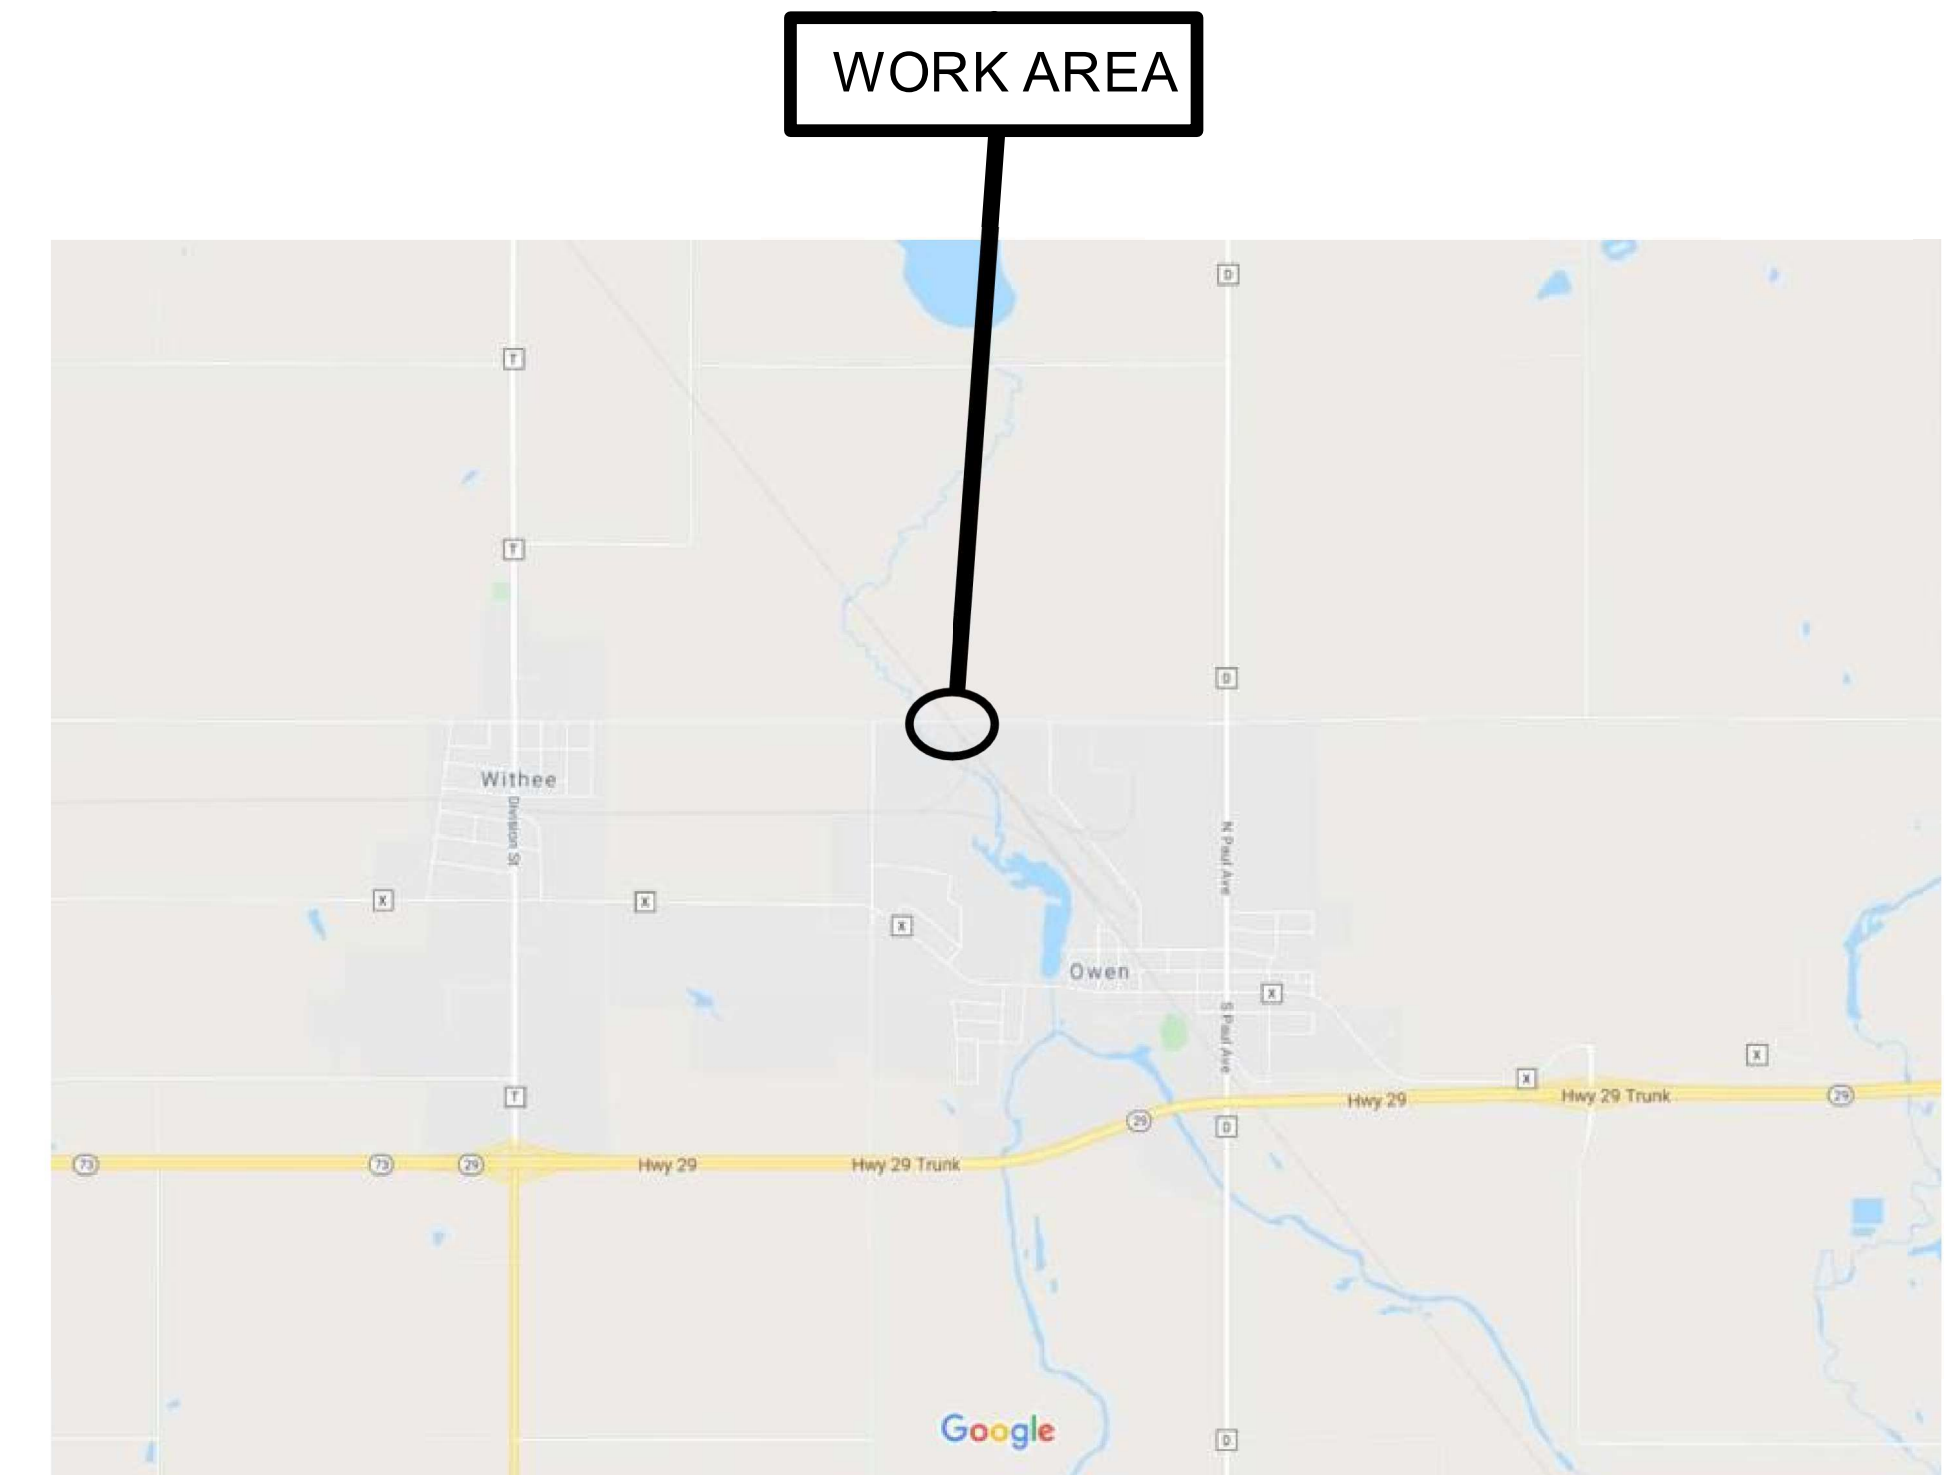 WORK AREA
D
T
T
D
Withee
Division St
N Paul Ave
X
X
X
Owen
X
S Paul Ave
X
X
T
Hwy 29
Hwy 29 Trunk
29
29
D
73
73
29
Hwy 29
Hwy 29 Trunk
Google
D